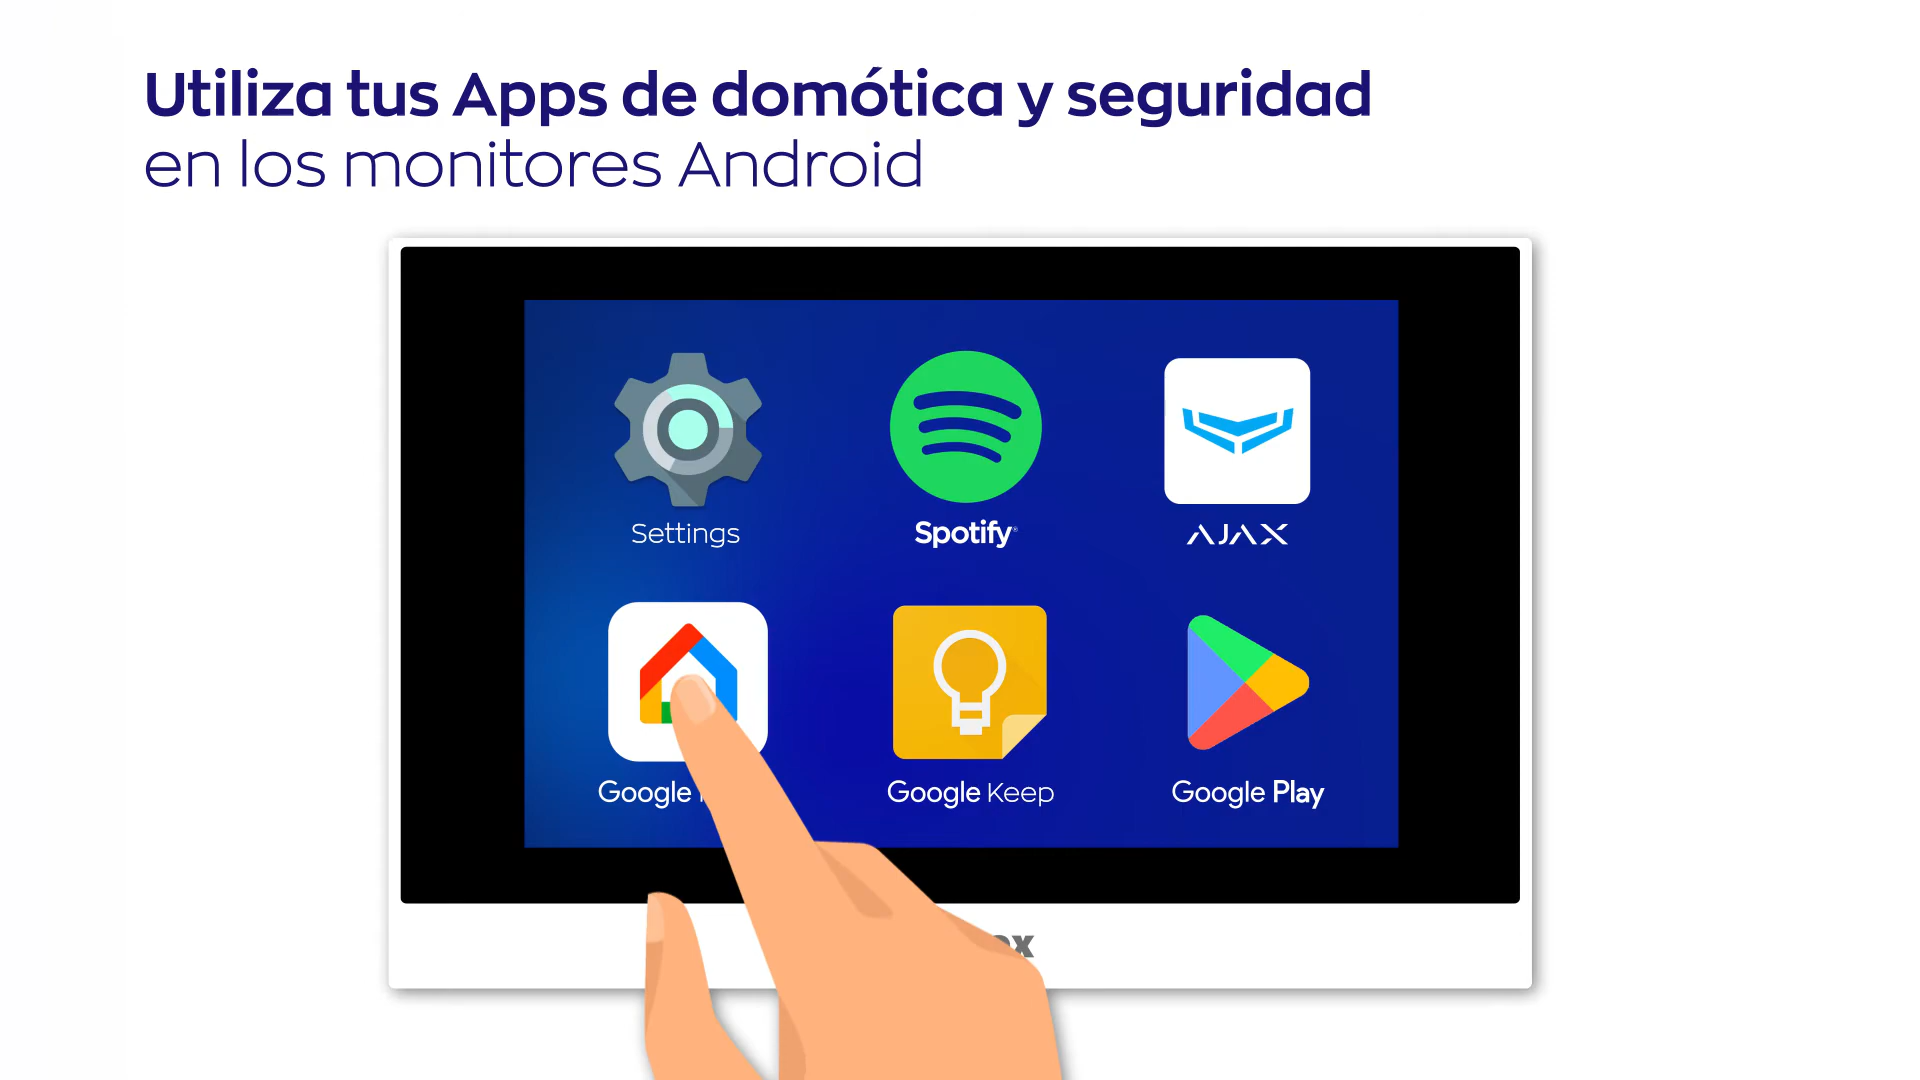 Utiliza tus Apps de domótica y seguridad
en los monitores Android
Settings
Spotify
AJAX
Google
Google Keep
Google Play